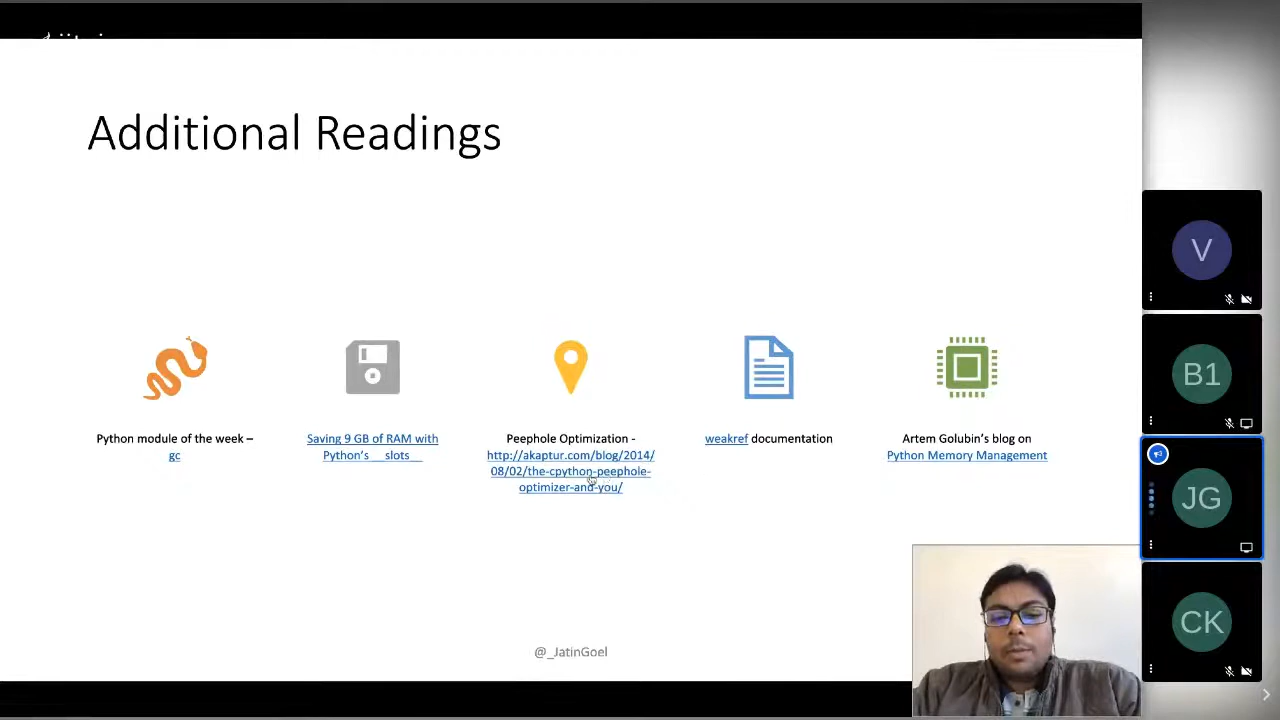 Additional Readings
Python module of the week –
gc
Saving 9 GB of RAM with
Python's __slots__
Peephole Optimization -
http://akaptur.com/blog/2014/
08/02/the-cpython-peephole-
optimizer-and-you/
weakref documentation
Artem Golubin's blog on
Python Memory Management
@_JatinGoel
V
B1
JG
CK